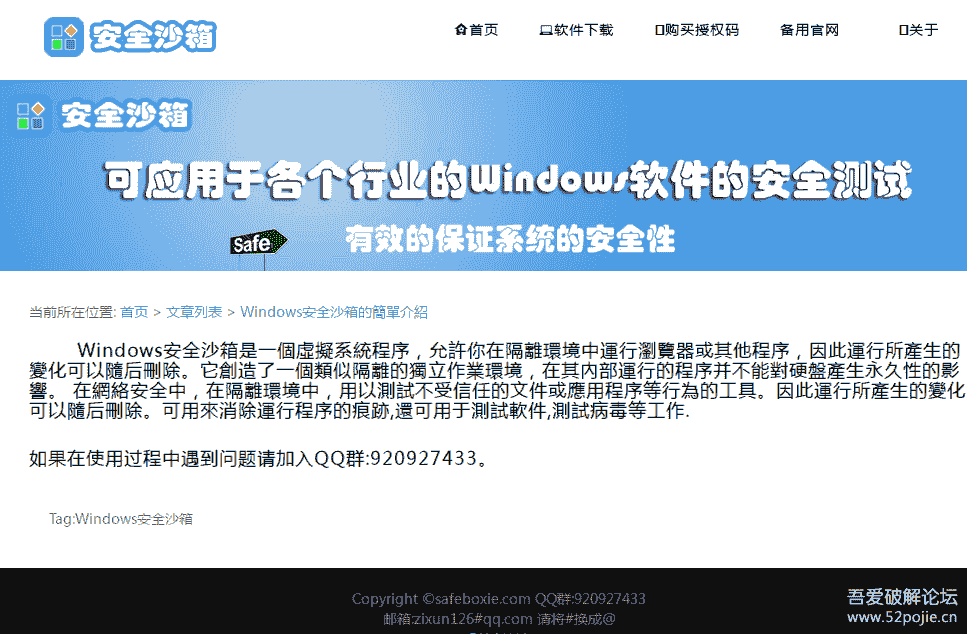 安全沙箱
首页 软件下载 购买授权码 备用官网 关于
安全沙箱
可应用于各个行业的Windows软件的安全测试
Safe 有效的保证系统的安全性
当前所在位置: 首页 > 文章列表 > Windows安全沙箱的簡單介紹
Windows安全沙箱是一個虛擬系統程序，允許你在隔離環境中運行瀏覽器或其他程序，因此運行所產生的
變化可以隨后刪除。它創造了一個類似隔離的獨立作業環境，在其內部運行的程序并不能對硬盤產生永久性的影
響。 在網絡安全中，在隔離環境中，用以測試不受信任的文件或應用程序等行為的工具。因此運行所產生的變化
可以隨后刪除。可用來消除運行程序的痕跡,還可用于測試軟件,測試病毒等工作.
如果在使用过程中遇到问题请加入QQ群:920927433。
Tag:Windows安全沙箱
Copyright ©safeboxie.com QQ群:920927433
邮箱:zixun126#qq.com 请将#换成@
吾爱破解论坛
www.52pojie.cn